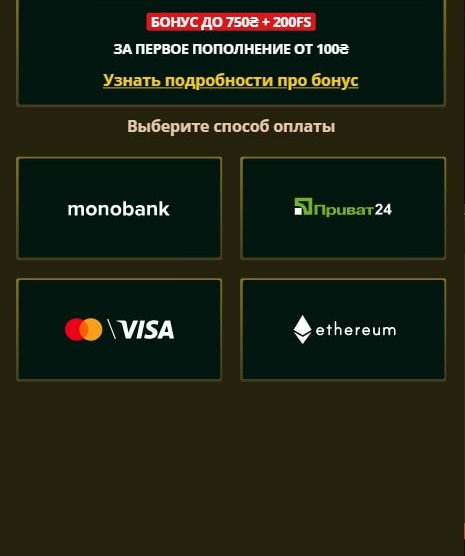 БОНУС ДО 750₴ + 200FS
ЗА ПЕРВОЕ ПОПОЛНЕНИЕ ОТ 100₴
Узнать подробности про бонус
Выберите способ оплаты
monobank
Приват24
VISA
ethereum